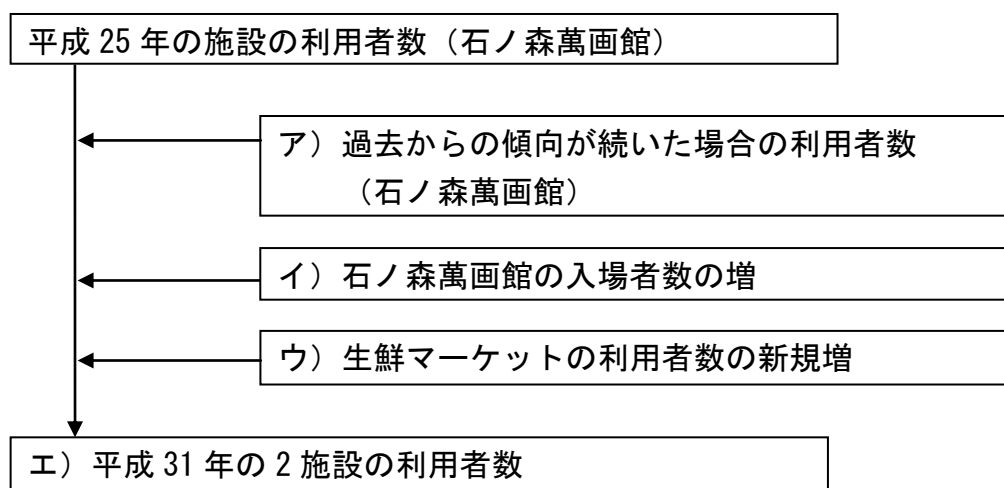 平成 25 年の施設の利用者数（石ノ森萬画館）
ア）過去からの傾向が続いた場合の利用者数
（石ノ森萬画館）
イ）石ノ森萬画館の入場者数の増
ウ）生鮮マーケットの利用者数の新規増
エ）平成 31 年の 2 施設の利用者数